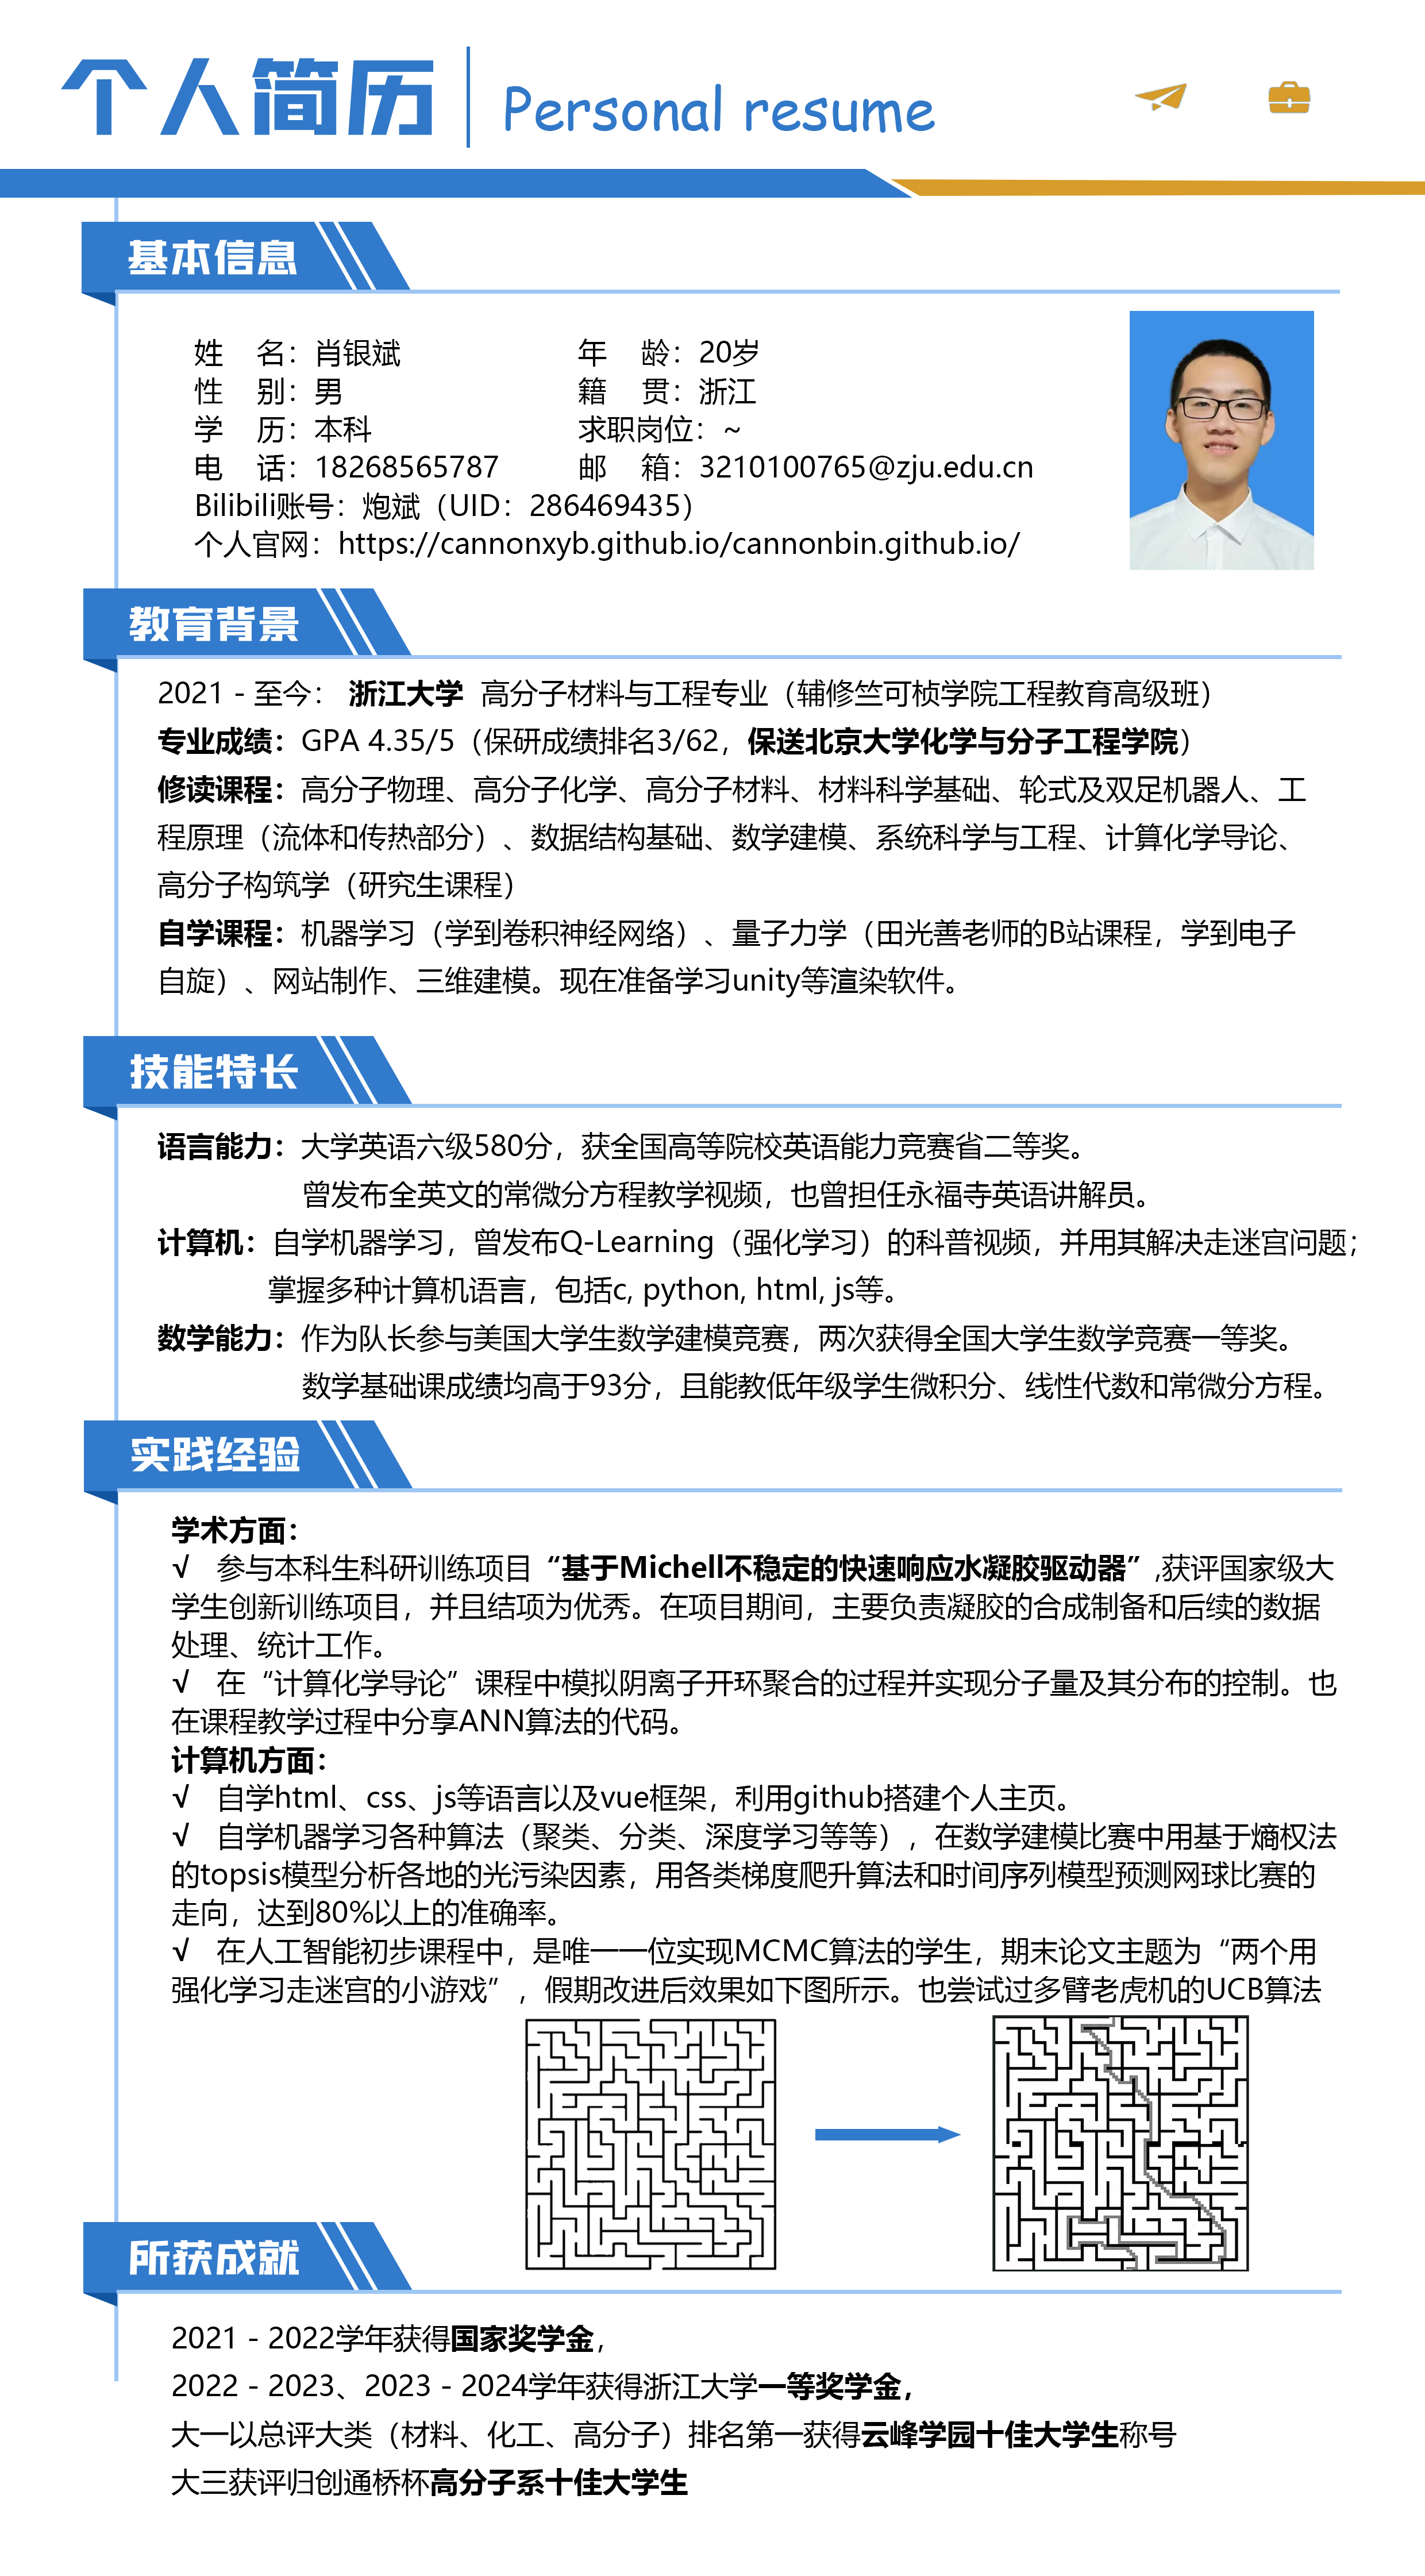 个人简历
Personal resume
基本信息
姓 名：肖银斌 年 龄：20岁
性 别：男 籍 贯：浙江
学 历：本科 求职岗位：~
电 话：18268565787 邮 箱：3210100765@zju.edu.cn
Bilibili账号：炮斌（UID：286469435）
个人官网：https://cannonxyb.github.io/cannonbin.github.io/
教育背景
2021 - 至今： 浙江大学 高分子材料与工程专业（辅修竺可桢学院工程教育高级班）
专业成绩：GPA 4.35/5（保研成绩排名3/62，保送北京大学化学与分子工程学院）
修读课程：高分子物理、高分子化学、高分子材料、材料科学基础、轮式及双足机器人、工
程原理（流体和传热部分）、数据结构基础、数学建模、系统科学与工程、计算化学导论、
高分子构筑学（研究生课程）
自学课程：机器学习（学到卷积神经网络）、量子力学（田光善老师的B站课程，学到电子
自旋）、网站制作、三维建模。现在准备学习unity等渲染软件。
技能特长
语言能力：大学英语六级580分，获全国高等院校英语能力竞赛省二等奖。
曾发布全英文的常微分方程教学视频，也曾担任永福寺英语讲解员。
计算机：自学机器学习，曾发布Q-Learning（强化学习）的科普视频，并用其解决走迷宫问题；
掌握多种计算机语言，包括c, python, html, js等。
数学能力：作为队长参与美国大学生数学建模竞赛，两次获得全国大学生数学竞赛一等奖。
数学基础课成绩均高于93分，且能教低年级学生微积分、线性代数和常微分方程。
实践经验
学术方面：
√ 参与本科生科研训练项目“基于Michell不稳定的快速响应水凝胶驱动器”,获评国家级大
学生创新训练项目，并且结项为优秀。在项目期间，主要负责凝胶的合成制备和后续的数据
处理、统计工作。
√ 在“计算化学导论”课程中模拟阴离子开环聚合的过程并实现分子量及其分布的控制。也
在课程教学过程中分享ANN算法的代码。
计算机方面：
√ 自学html、css、js等语言以及vue框架，利用github搭建个人主页。
√ 自学机器学习各种算法（聚类、分类、深度学习等等），在数学建模比赛中用基于熵权法
的topsis模型分析各地的光污染因素，用各类梯度爬升算法和时间序列模型预测网球比赛的
走向，达到80%以上的准确率。
√ 在人工智能初步课程中，是唯一一位实现MCMC算法的学生，期末论文主题为“两个用
强化学习走迷宫的小游戏”，假期改进后效果如下图所示。也尝试过多臂老虎机的UCB算法
所获成就
2021 - 2022学年获得国家奖学金，
2022 - 2023、2023 - 2024学年获得浙江大学一等奖学金，
大一以总评大类（材料、化工、高分子）排名第一获得云峰学园十佳大学生称号
大三获评归创通桥杯高分子系十佳大学生